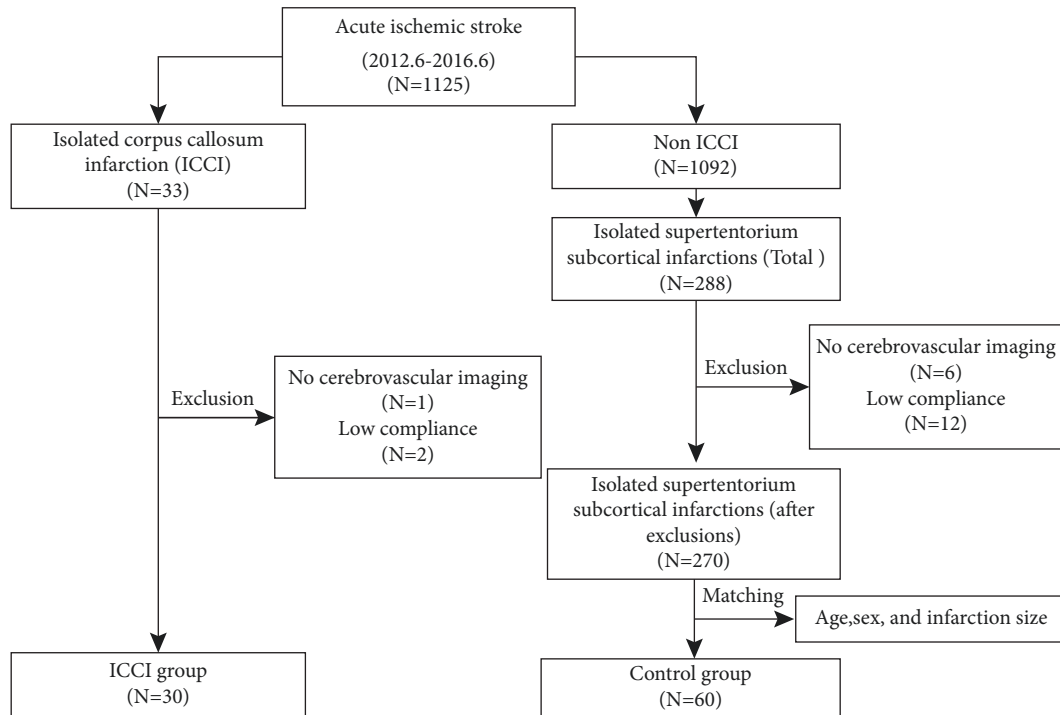 Acute ischemic stroke
(2012.6-2016.6)
(N=1125)
Isolated corpus callosum
infarction (ICCI)
(N=33)
Non ICCI
(N=1092)
Isolated supertentorium
subcortical infarctions (Total )
(N=288)
Exclusion
No cerebrovascular imaging
(N=1)
Low compliance
(N=2)
Exclusion
No cerebrovascular imaging
(N=6)
Low compliance
(N=12)
Isolated supertentorium
subcortical infarctions (after
exclusions)
(N=270)
Matching
Age,sex, and infarction size
ICCI group
(N=30)
Control group
(N=60)